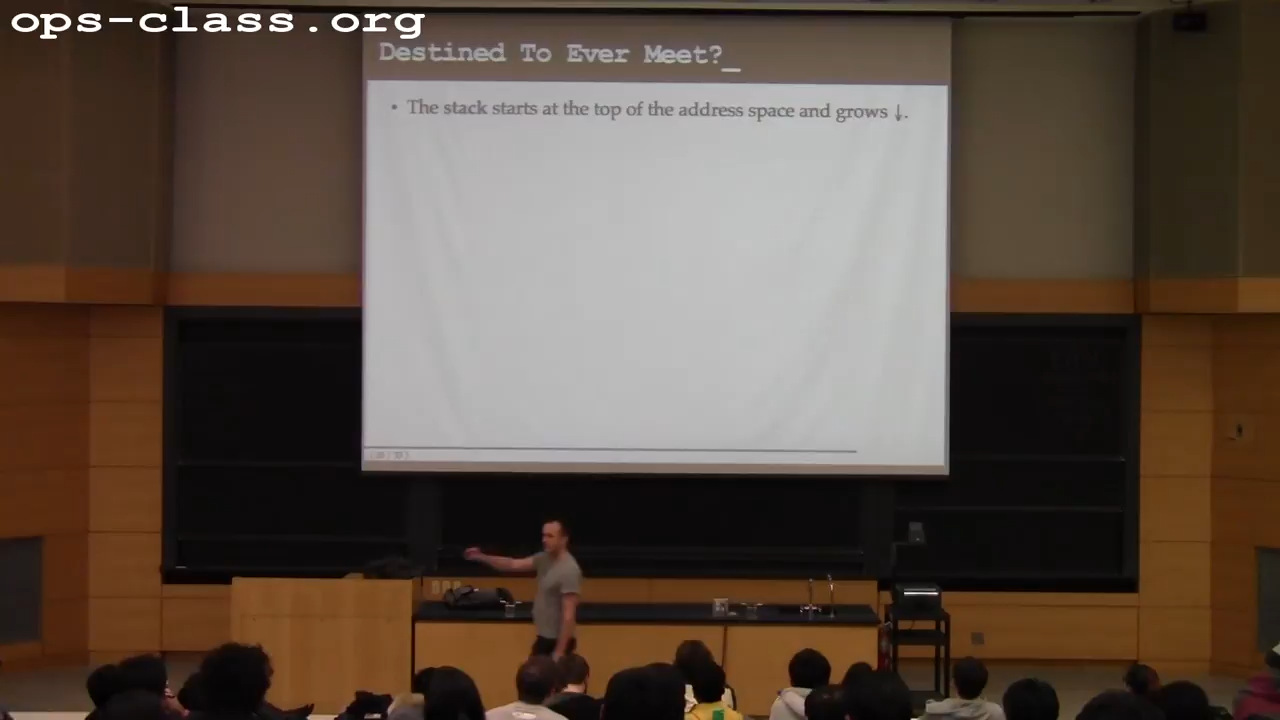 ops-class.org
Destined To Ever Meet?_
• The stack starts at the top of the address space and grows ↓.